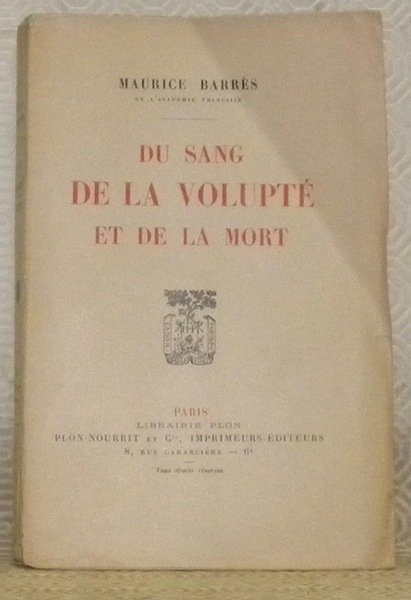 MAURICE BARRÈS
DE L'ACADÉMIE FRANÇAISE
DU SANG
DE LA VOLUPTÉ
ET DE LA MORT
PARIS
LIBRAIRIE PLON
PLON-NOURRIT ET Cie, IMPRIMEURS-ÉDITEURS
8, RUE GARANCIÈRE — 6e
Tous droits réservés